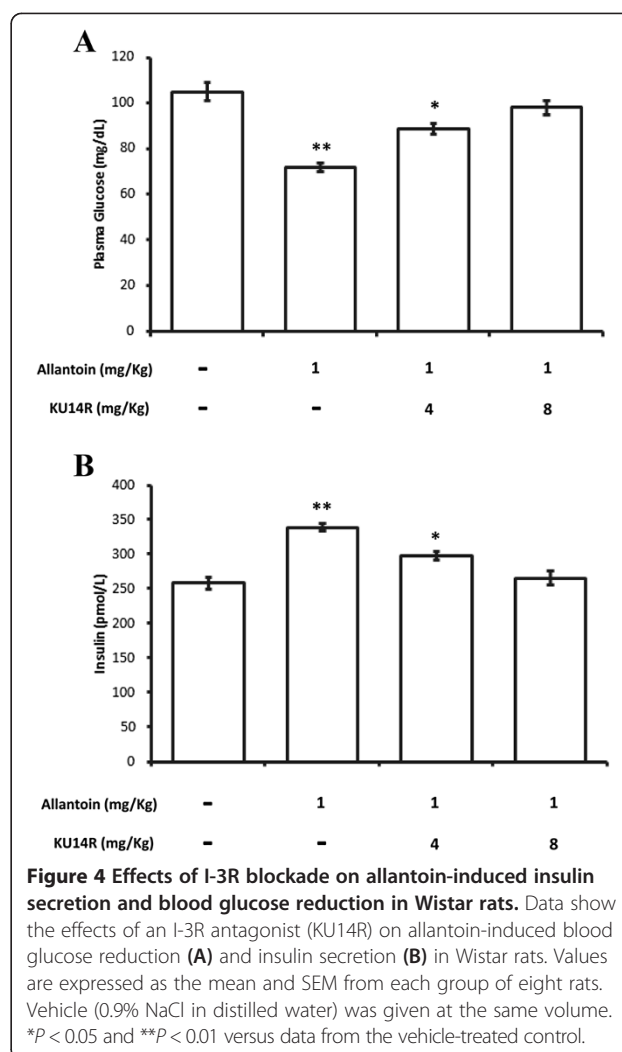 A
120
100
80
60
40
20
0
Plasma Glucose (mg/dL)
**
*
Allantoin (mg/Kg) – 1 1 1
KU14R (mg/Kg) – – 4 8
B
400
350
300
250
200
150
100
50
0
Insulin (pmol/L)
**
*
Allantoin (mg/Kg) – 1 1 1
KU14R (mg/Kg) – – 4 8
Figure 4 Effects of I-3R blockade on allantoin-induced insulin
secretion and blood glucose reduction in Wistar rats. Data show
the effects of an I-3R antagonist (KU14R) on allantoin-induced blood
glucose reduction (A) and insulin secretion (B) in Wistar rats. Values
are expressed as the mean and SEM from each group of eight rats.
Vehicle (0.9% NaCl in distilled water) was given at the same volume.
*P < 0.05 and **P < 0.01 versus data from the vehicle-treated control.